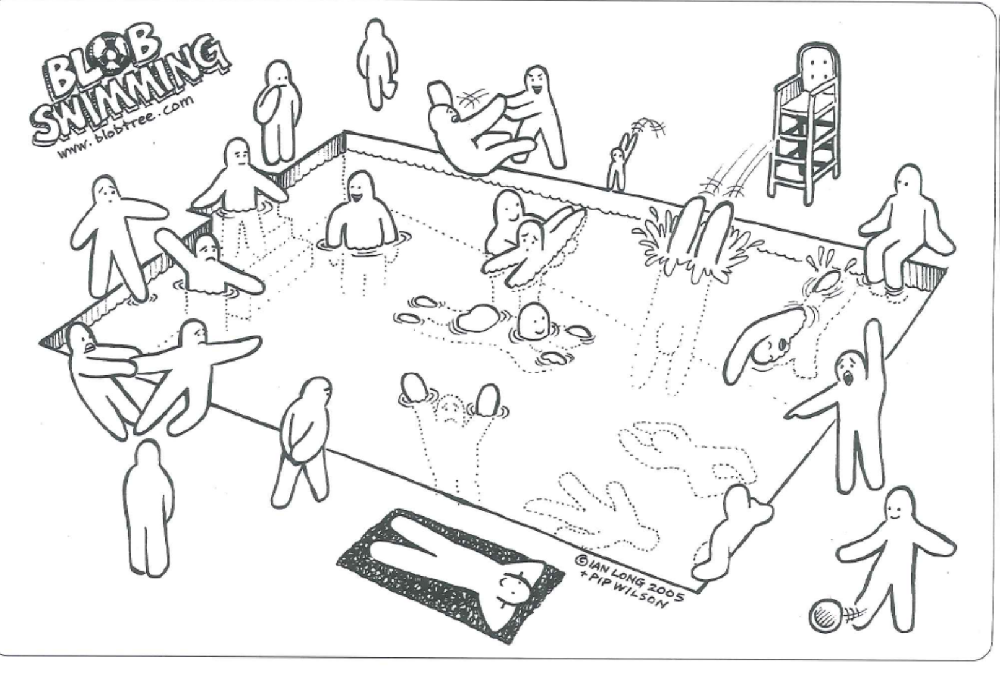 BLOB
SWIMMING
www.blobtree.com
© IAN LONG 2005
+ PIP WILSON